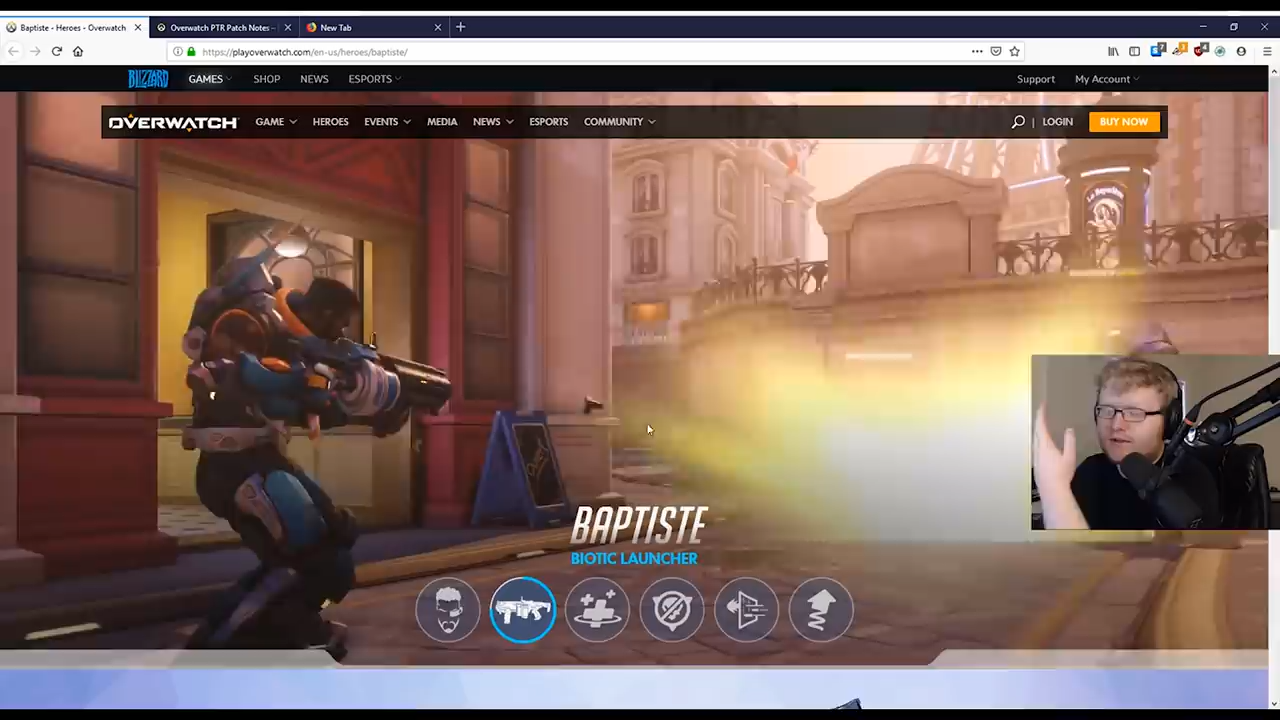 Baptiste - Heroes - Overwatch
Overwatch PTR Patch Notes -
New Tab
https://playoverwatch.com/en-us/heroes/baptiste/
BLIZZARD GAMES SHOP NEWS ESPORTS Support My Account
OVERWATCH GAME HEROES EVENTS MEDIA NEWS ESPORTS COMMUNITY LOGIN BUY NOW
BAPTISTE
BIOTIC LAUNCHER